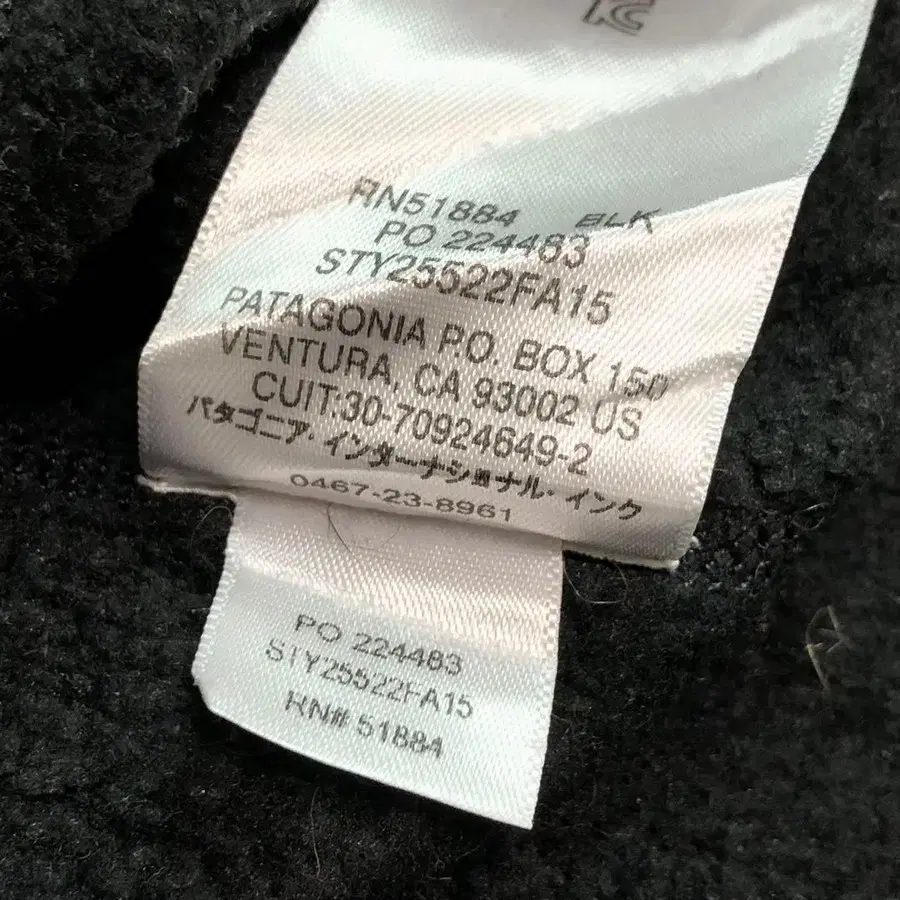 RN51884 BLK
PO 224483
STY25522FA15
PATAGONIA P.O. BOX 150
VENTURA, CA 93002 US
CUIT:30-70924649-2
パタゴニア・インターナショナル・インク
0467-23-8961
PO 224483
STY25522FA15
RN# 51884